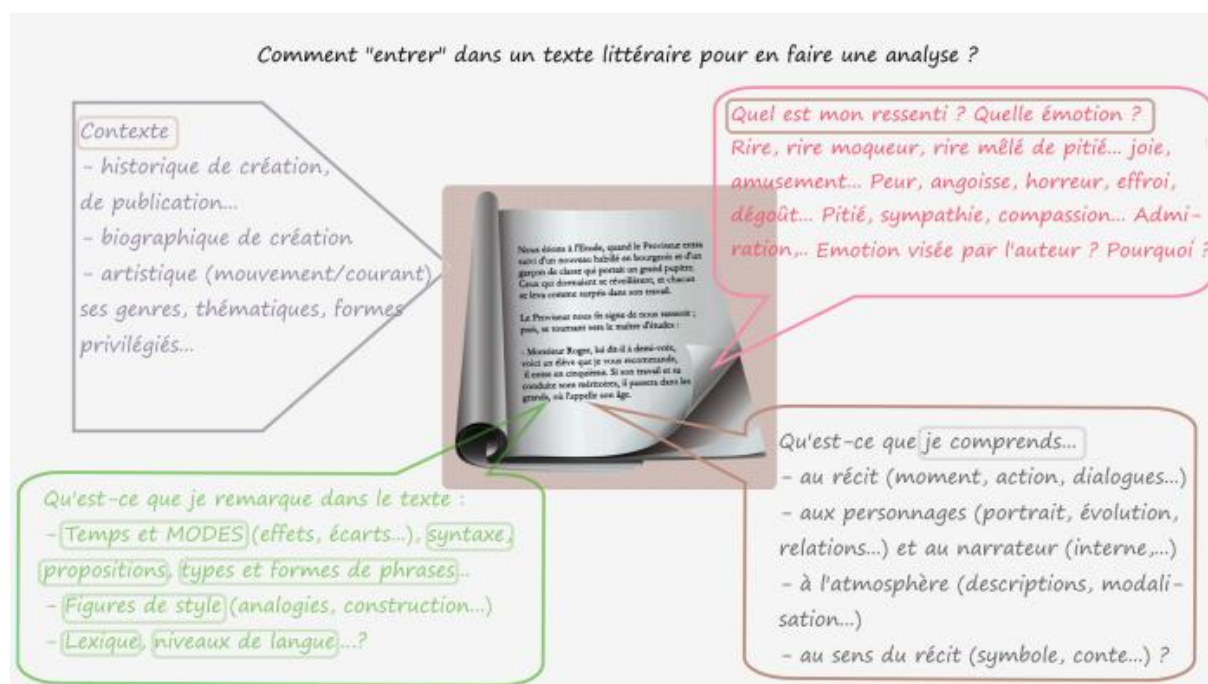 Comment "entrer" dans un texte littéraire pour en faire une analyse ?
Contexte
- historique de création,
de publication...
- biographique de création
- artistique (mouvement/courant)
ses genres, thématiques, formes
privilégiés...
Quel est mon ressenti ? Quelle émotion ?
Rire, rire moqueur, rire mêlé de pitié... joie,
amusement... Peur, angoisse, horreur, effroi,
dégoût... Pitié, sympathie, compassion... Admi-
ration,.. Emotion visée par l'auteur ? Pourquoi ?
Nous étions à l'Etude, quand le Proviseur entra
suivi d'un nouveau habillé en bourgeois et d'un
garçon de classe qui portait un grand pupitre.
Ceux qui dormaient se réveillèrent, et chacun
se leva comme surpris dans son travail.
Le Proviseur nous fit signe de nous rasseoir ;
puis, se tournant vers le maître d'études :
- Monsieur Roger, lui dit-il à demi-voix,
voici un élève que je vous recommande,
il entre en cinquième. Si son travail et sa
conduite sont méritoires, il passera dans les
grands, où l'appelle son âge.
Qu'est-ce que je remarque dans le texte :
- Temps et MODES (effets, écarts...), syntaxe,
propositions, types et formes de phrases...
- Figures de style (analogies, construction...)
- Lexique, niveaux de langue...?
Qu'est-ce que je comprends...
- au récit (moment, action, dialogues...)
- aux personnages (portrait, évolution,
relations...) et au narrateur (interne,...)
- à l'atmosphère (descriptions, modali-
sation...)
- au sens du récit (symbole, conte...) ?